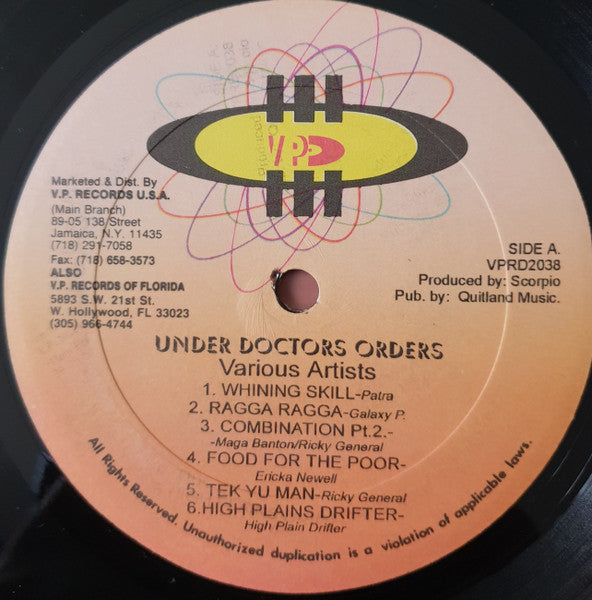 VP
Marketed & Dist. By
V.P. RECORDS U.S.A.
(Main Branch)
89-05 138 Street
Jamaica, N.Y. 11435
(718) 291-7058
Fax: (718) 658-3573
ALSO
V.P. RECORDS OF FLORIDA
5893 S.W. 21st St.
W. Hollywood, FL 33023
(305) 966-4744
SIDE A.
VPRD2038
Produced by: Scorpio
Pub. by: Quitland Music.
UNDER DOCTORS ORDERS
Various Artists
1. WHINING SKILL-Patra
2. RAGGA RAGGA-Galaxy P.
3. COMBINATION Pt.2.-
-Maga Banton/Ricky General
4. FOOD FOR THE POOR-
Ericka Newell
5. TEK YU MAN-Ricky General
6.HIGH PLAINS DRIFTER-
High Plain Drifter
All Rights Reserved. Unauthorized duplication is a violation of applicable laws.